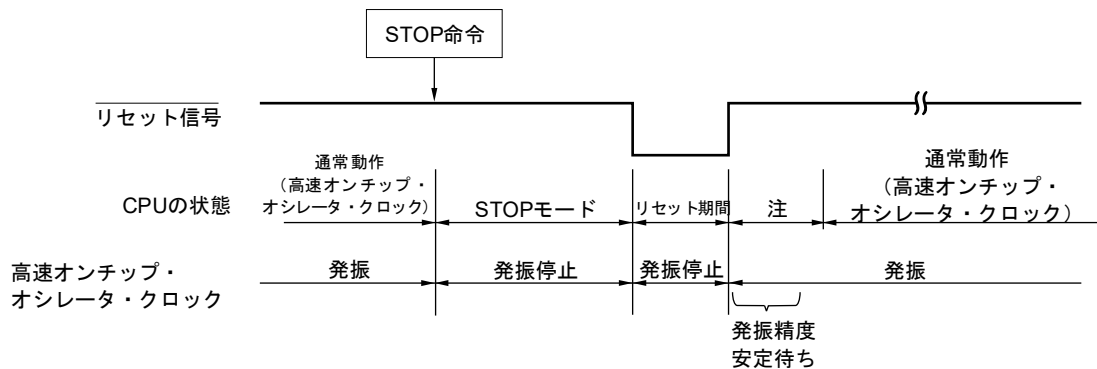 STOP命令
リセット信号
通常動作
(高速オンチップ・
オシレータ・クロック)
通常動作
(高速オンチップ・
オシレータ・クロック)
CPUの状態
STOPモード
リセット期間
注
高速オンチップ・
オシレータ・クロック
発振
発振停止
発振停止
発振
発振精度
安定待ち